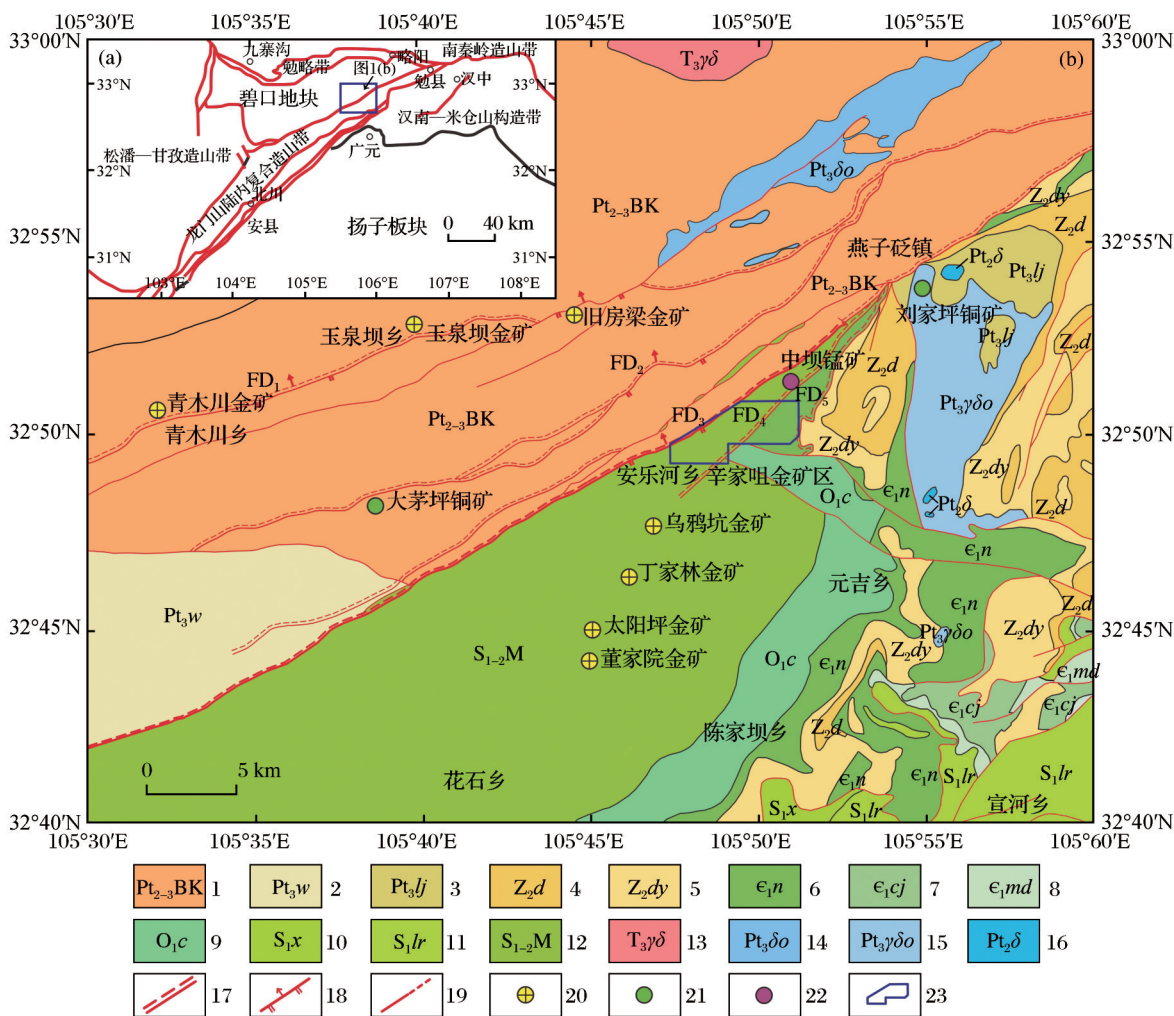 105°30′N 105°35′N 105°40′N 105°45′N 105°50′N 105°55′N 105°60′N
33°00′N
32°55′N
32°50′N
32°45′N
32°40′N
(a)
九寨沟
勉略带
略阳
南秦岭造山带
图1(b)
勉县
汉中
33°N
碧口地块
汉南—米仓山构造带
松潘—甘孜造山带
广元
32°N
32°N
龙门山陆内复合造山带
北川
安县
扬子板块
0 40 km
31°N
31°N
103°E 104°E 105°E 106°E 107°E 108°E
(b)
T₃γδ
33°00′N
Pt₃δo
Pt₂₋₃BK
Z₂dy
Z₂d
32°55′N
燕子砭镇
Pt₂δ
Pt₃lj
Pt₂₋₃BK
刘家坪铜矿
Pt₃lj
Z₂d
Z₂d
玉泉坝乡
玉泉坝金矿
旧房梁金矿
中坝锰矿
FD₁
FD₂
FD₃
FD₄
FD₅
青木川金矿
青木川乡
Pt₂₋₃BK
Pt₃γδo
Z₂dy
Z₂dy
32°50′N
安乐河乡
辛家咀金矿区
大茅坪铜矿
O₁c
Є₁n
Pt₂δ
Z₂d
乌鸦坑金矿
Є₁n
丁家林金矿
元吉乡
Є₁n
Pt₃w
太阳坪金矿
Pt₃γδo
Z₂dy
Z₂d
32°45′N
S₁₋₂M
董家院金矿
O₁c
Є₁n
Z₂dy
Є₁md
Є₁cj
Є₁cj
陈家坝乡
Z₂d
0 5 km
花石乡
Є₁n
Є₁n
S₁lr
S₁lr
S₁x
S₁lr
宣河乡
32°40′N
105°30′N 105°35′N 105°40′N 105°45′N 105°50′N 105°55′N 105°60′N
Pt₂₋₃BK 1 Pt₃w 2 Pt₃lj 3 Z₂d 4 Z₂dy 5 Є₁n 6 Є₁cj 7 Є₁md 8
O₁c 9 S₁x 10 S₁lr 11 S₁₋₂M 12 T₃γδ 13 Pt₃δo 14 Pt₃γδo 15 Pt₂δ 16
17 18 19 20 21 22 23